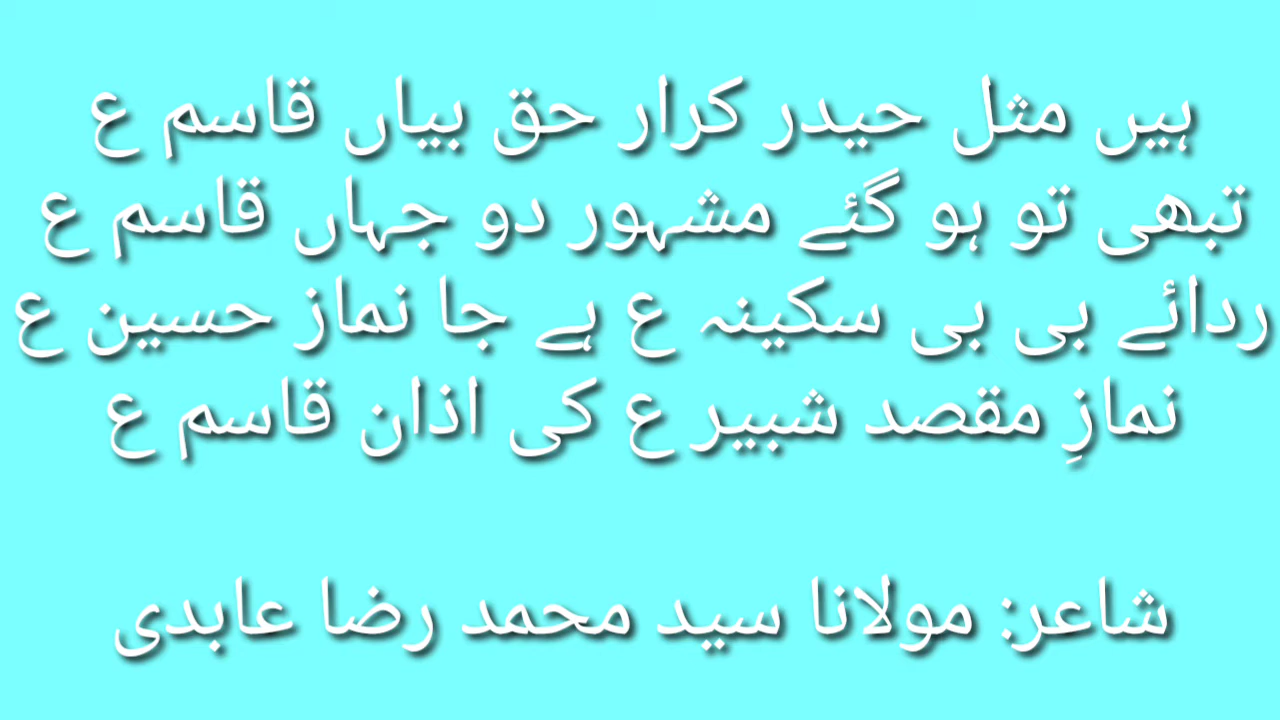 ہیں مثل حیدر کرار حق بیاں قاسم ع
تبھی تو ہو گئے مشہور دو جہاں قاسم ع
ردائے بی بی سکینہ ع ہے جا نماز حسین ع
نمازِ مقصد شبیر ع کی اذان قاسم ع
شاعر: مولانا سید محمد رضا عابدی